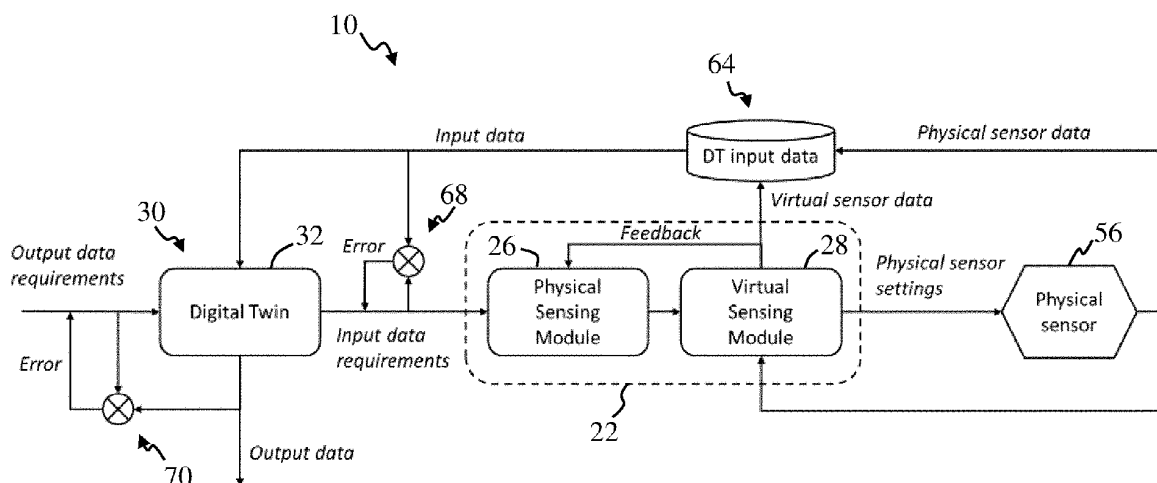 10
64
Input data
Physical sensor data
DT input data
68
Virtual sensor data
30
32
Error
26
Feedback
28
56
Output data
requirements
Physical sensor
settings
Digital Twin
Physical
Sensing
Module
Virtual
Sensing
Module
Physical
sensor
Input data
requirements
Error
22
70
Output data